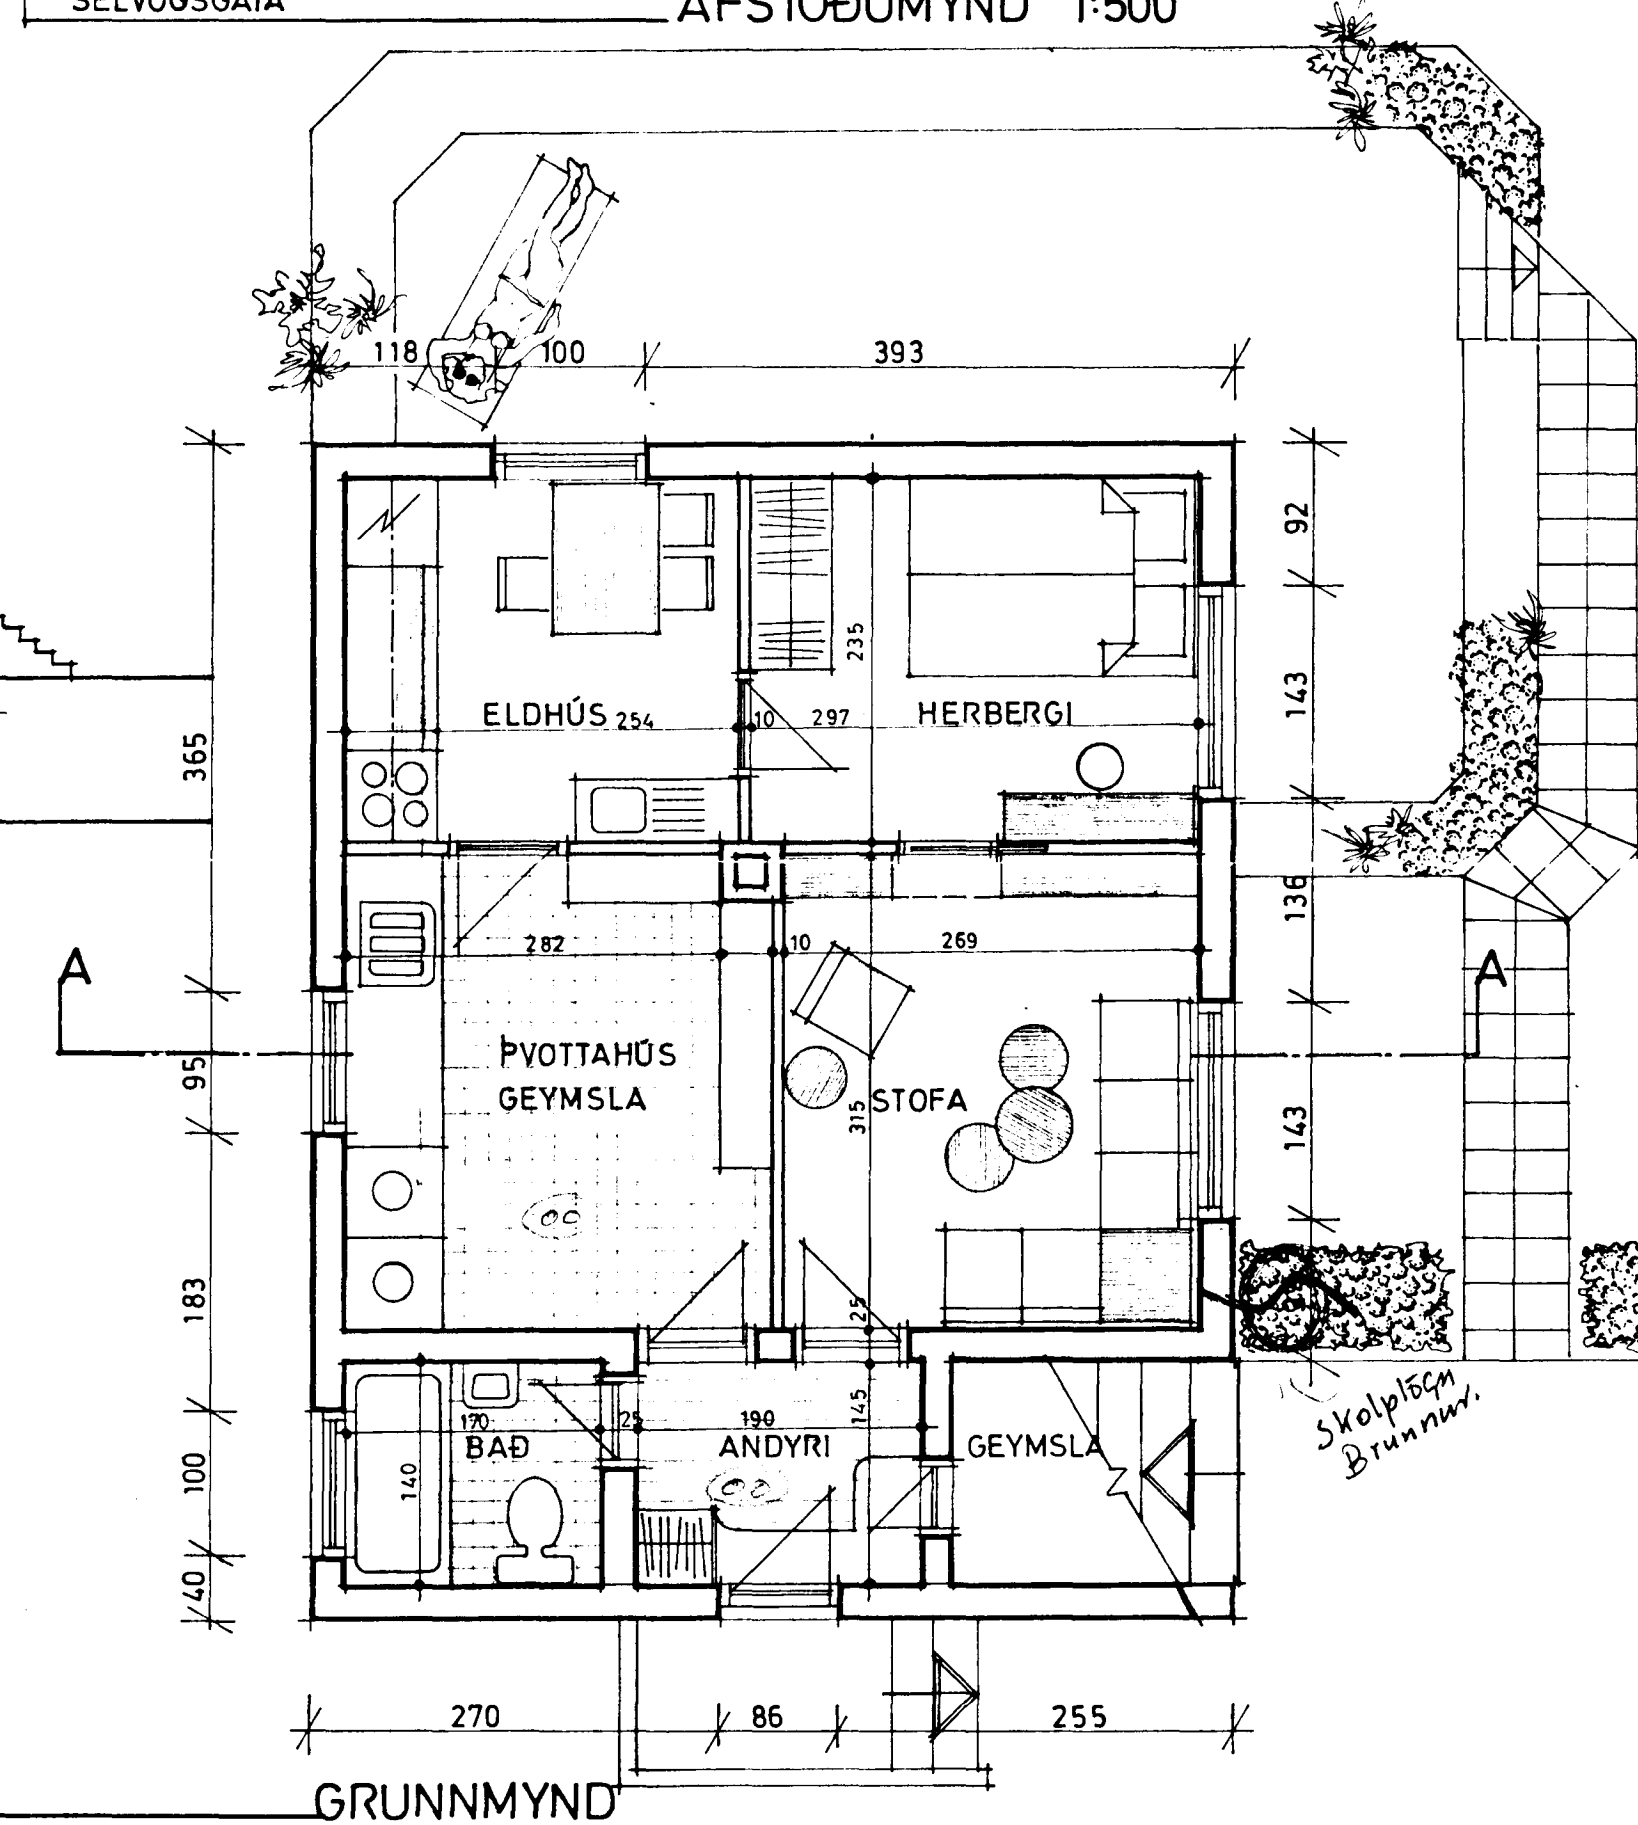 SELVOGSGATA
AFSTÖÐUMYND 1:500
118 100 393
92
143
136
143
365
95
183
100
40
ELDHÚS 254
10 297
HERBERGI
235
282
10 269
A
A
ÞVOTTAHÚS
GEYMSLA
STOFA
315
25
170
BAÐ
140
25
190
ANDYRI
145
GEYMSLA
Skolplögn
Brunnur.
270 86 255
GRUNNMYND